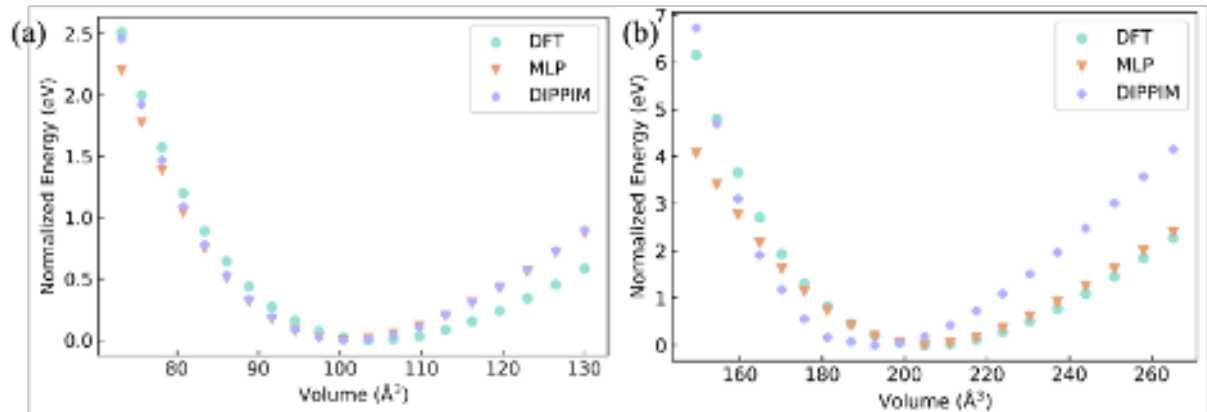 (a)
2.5
2.0
1.5
1.0
0.5
0.0
Normalized Energy (eV)
DFT
MLP
DIPPIM
80 90 100 110 120 130
Volume (Å³)
(b)
7
6
5
4
3
2
1
0
Normalized Energy (eV)
DFT
MLP
DIPPIM
160 180 200 220 240 260
Volume (Å³)